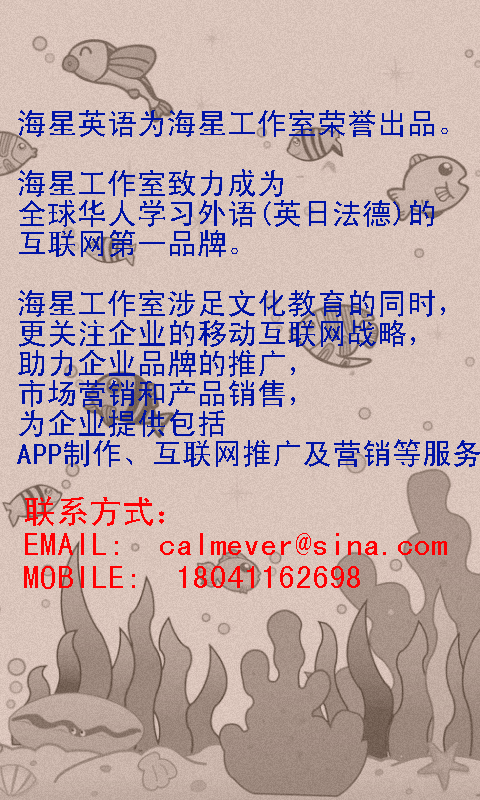 海星英语为海星工作室荣誉出品。
海星工作室致力成为
全球华人学习外语(英日法德)的
互联网第一品牌。
海星工作室涉足文化教育的同时,
更关注企业的移动互联网战略,
助力企业品牌的推广,
市场营销和产品销售,
为企业提供包括
APP制作、互联网推广及营销等服务
联系方式:
EMAIL: calmever@sina.com
MOBILE: 18041162698